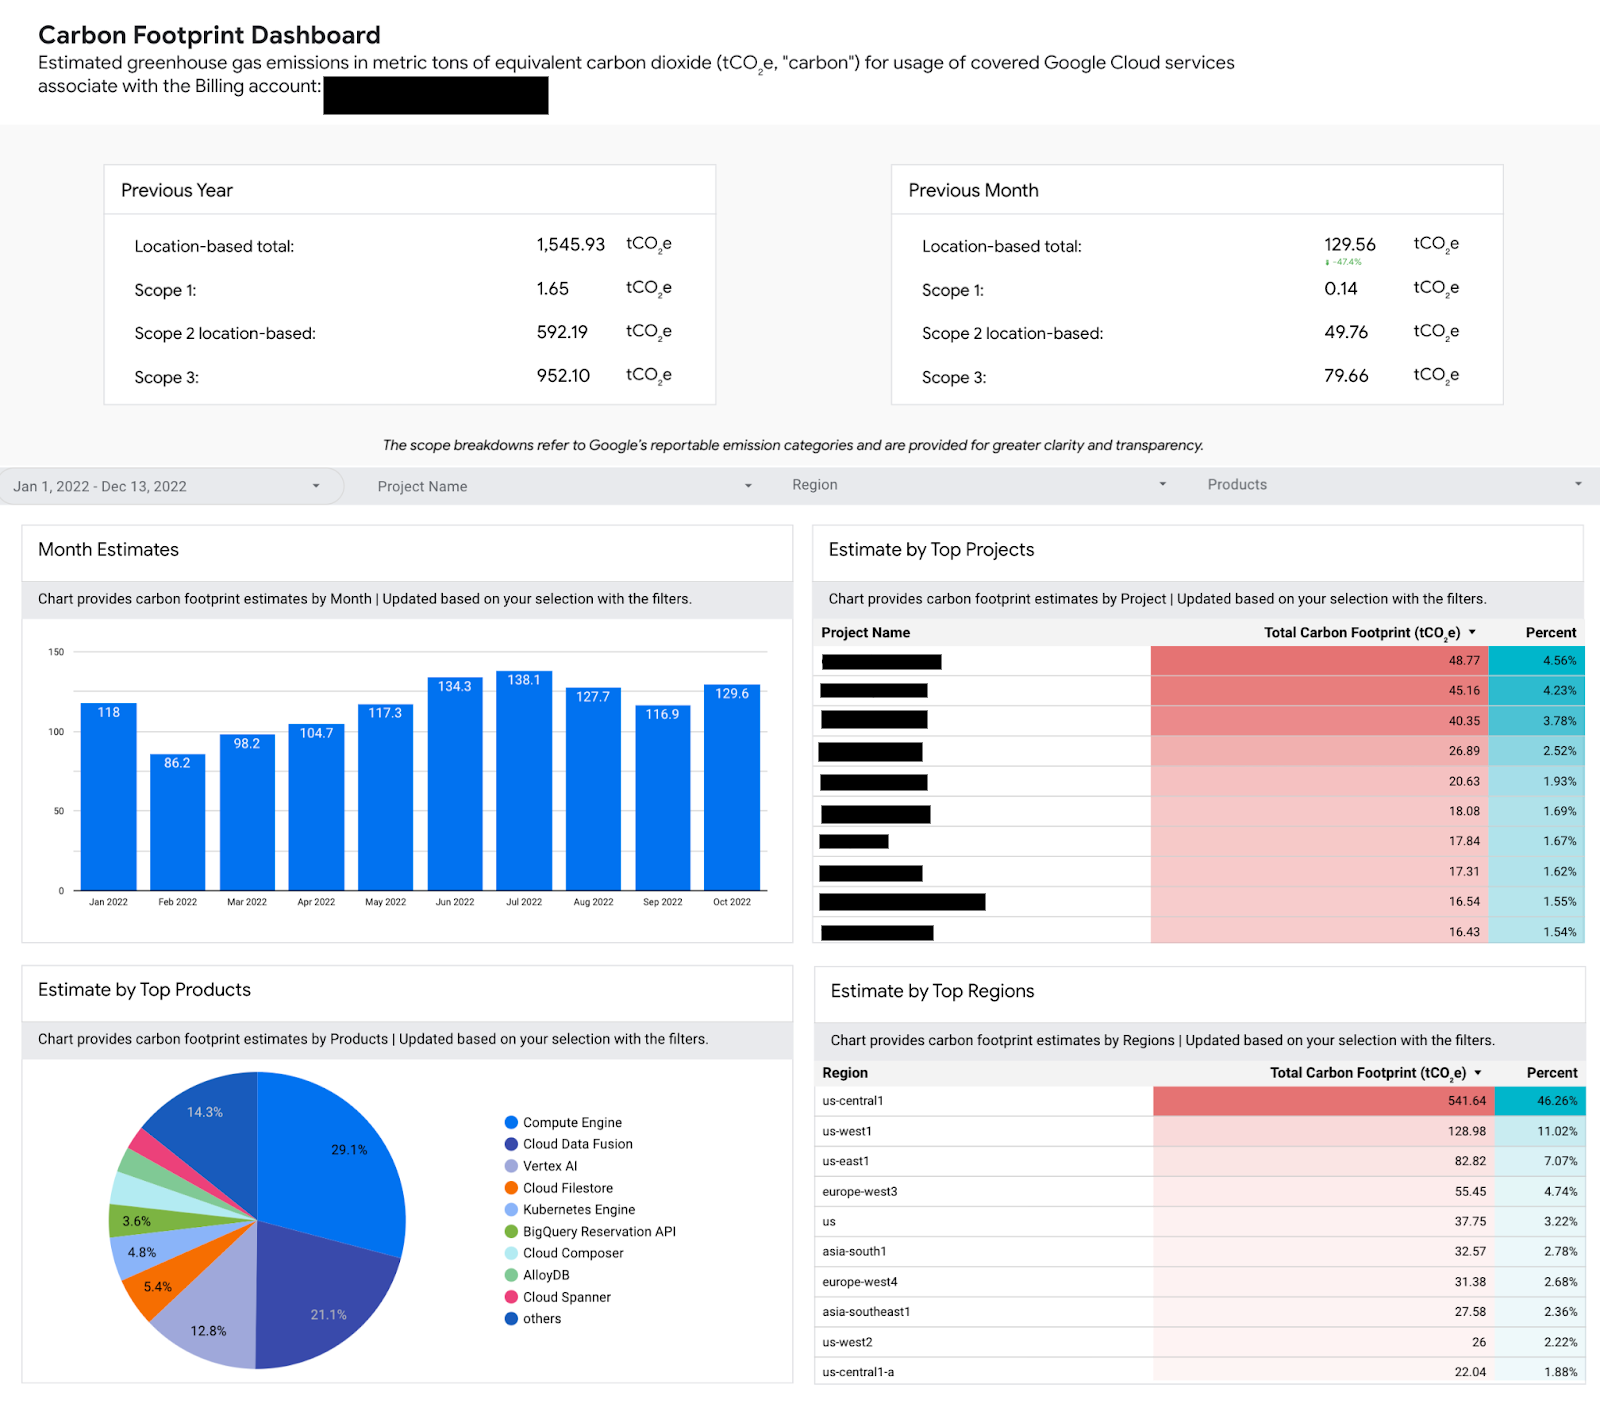 Carbon Footprint Dashboard
Estimated greenhouse gas emissions in metric tons of equivalent carbon dioxide (tCO2e, "carbon") for usage of covered Google Cloud services
associate with the Billing account:
Previous Year
Location-based total: 1,545.93 tCO2e
Scope 1: 1.65 tCO2e
Scope 2 location-based: 592.19 tCO2e
Scope 3: 952.10 tCO2e
Previous Month
Location-based total: 129.56 tCO2e
-47.4%
Scope 1: 0.14 tCO2e
Scope 2 location-based: 49.76 tCO2e
Scope 3: 79.66 tCO2e
The scope breakdowns refer to Google's reportable emission categories and are provided for greater clarity and transparency.
Jan 1, 2022 - Dec 13, 2022 Project Name Region Products
Month Estimates
Chart provides carbon footprint estimates by Month | Updated based on your selection with the filters.
150
100
50
0
118 86.2 98.2 104.7 117.3 134.3 138.1 127.7 116.9 129.6
Jan 2022 Feb 2022 Mar 2022 Apr 2022 May 2022 Jun 2022 Jul 2022 Aug 2022 Sep 2022 Oct 2022
Estimate by Top Projects
Chart provides carbon footprint estimates by Project | Updated based on your selection with the filters.
Project Name Total Carbon Footprint (tCO2e) Percent
48.77 4.56%
45.16 4.23%
40.35 3.78%
26.89 2.52%
20.63 1.93%
18.08 1.69%
17.84 1.67%
17.31 1.62%
16.54 1.55%
16.43 1.54%
Estimate by Top Products
Chart provides carbon footprint estimates by Products | Updated based on your selection with the filters.
14.3%
29.1%
3.6%
4.8%
5.4%
21.1%
12.8%
Compute Engine
Cloud Data Fusion
Vertex AI
Cloud Filestore
Kubernetes Engine
BigQuery Reservation API
Cloud Composer
AlloyDB
Cloud Spanner
others
Estimate by Top Regions
Chart provides carbon footprint estimates by Regions | Updated based on your selection with the filters.
Region Total Carbon Footprint (tCO2e) Percent
us-central1 541.64 46.26%
us-west1 128.98 11.02%
us-east1 82.82 7.07%
europe-west3 55.45 4.74%
us 37.75 3.22%
asia-south1 32.57 2.78%
europe-west4 31.38 2.68%
asia-southeast1 27.58 2.36%
us-west2 26 2.22%
us-central1-a 22.04 1.88%